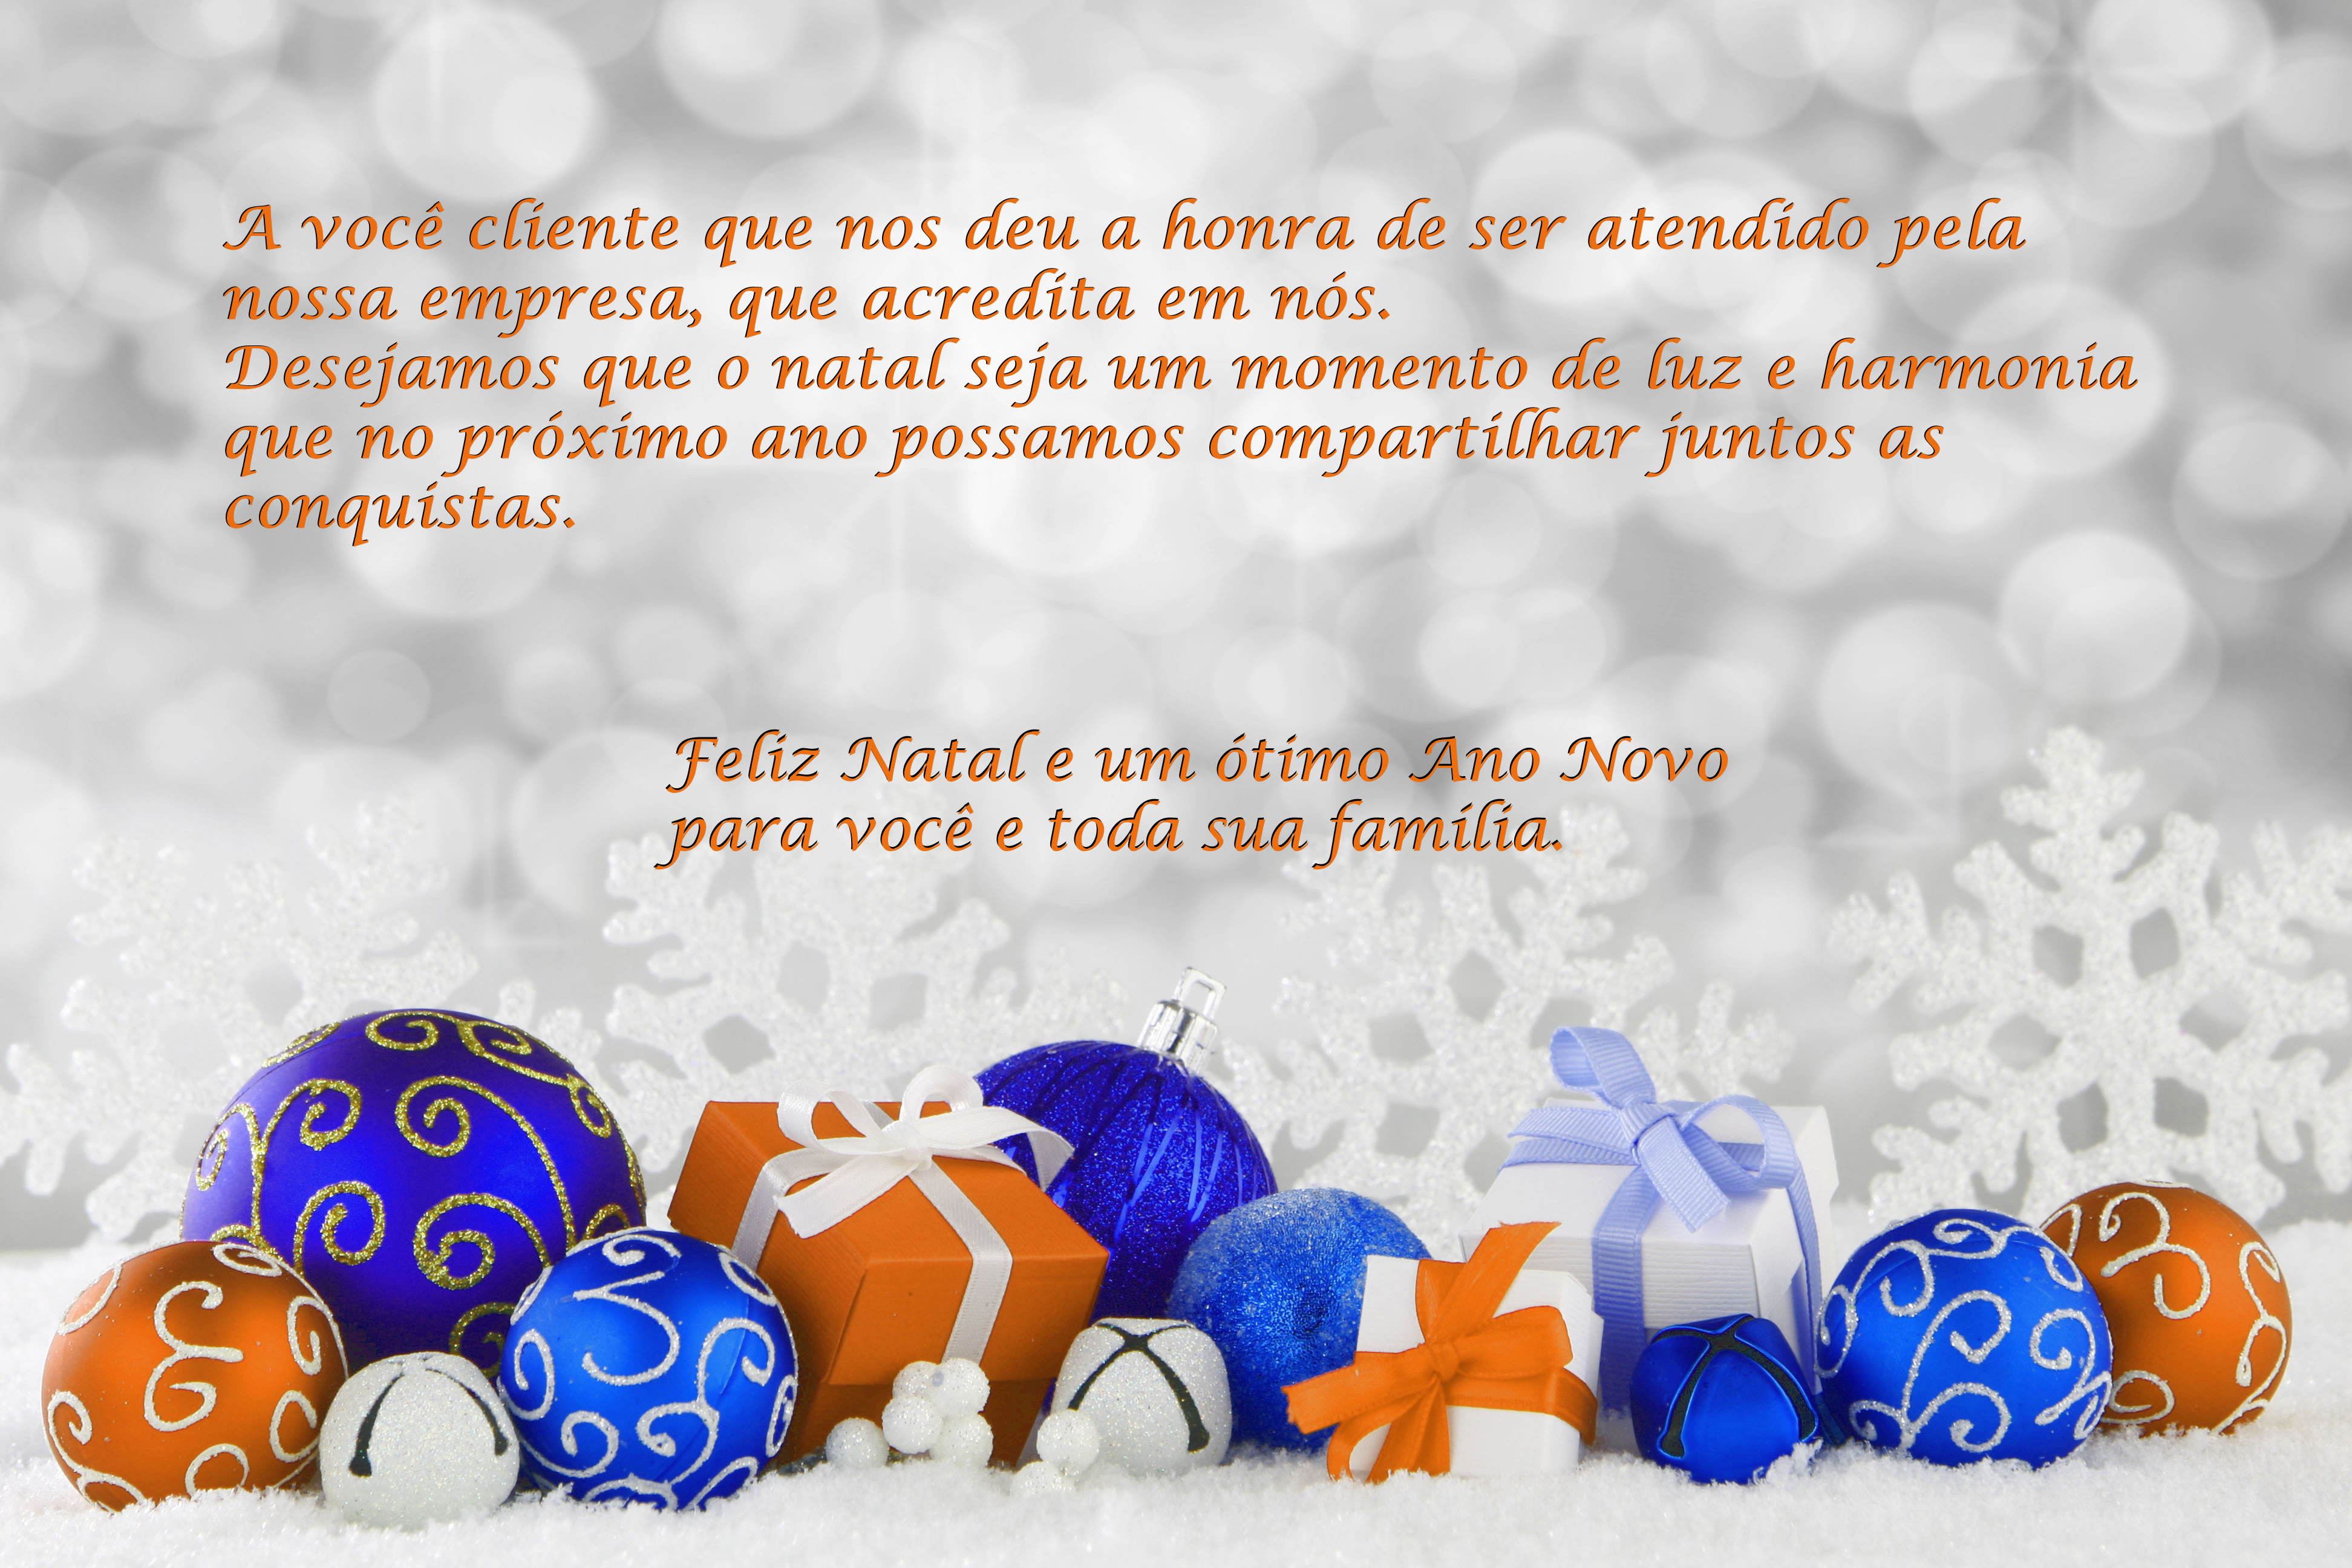 A você cliente que nos deu a honra de ser atendido pela
nossa empresa, que acredita em nós.
Desejamos que o natal seja um momento de luz e harmonia
que no próximo ano possamos compartilhar juntos as
conquistas.
Feliz Natal e um ótimo Ano Novo
para você e toda sua família.